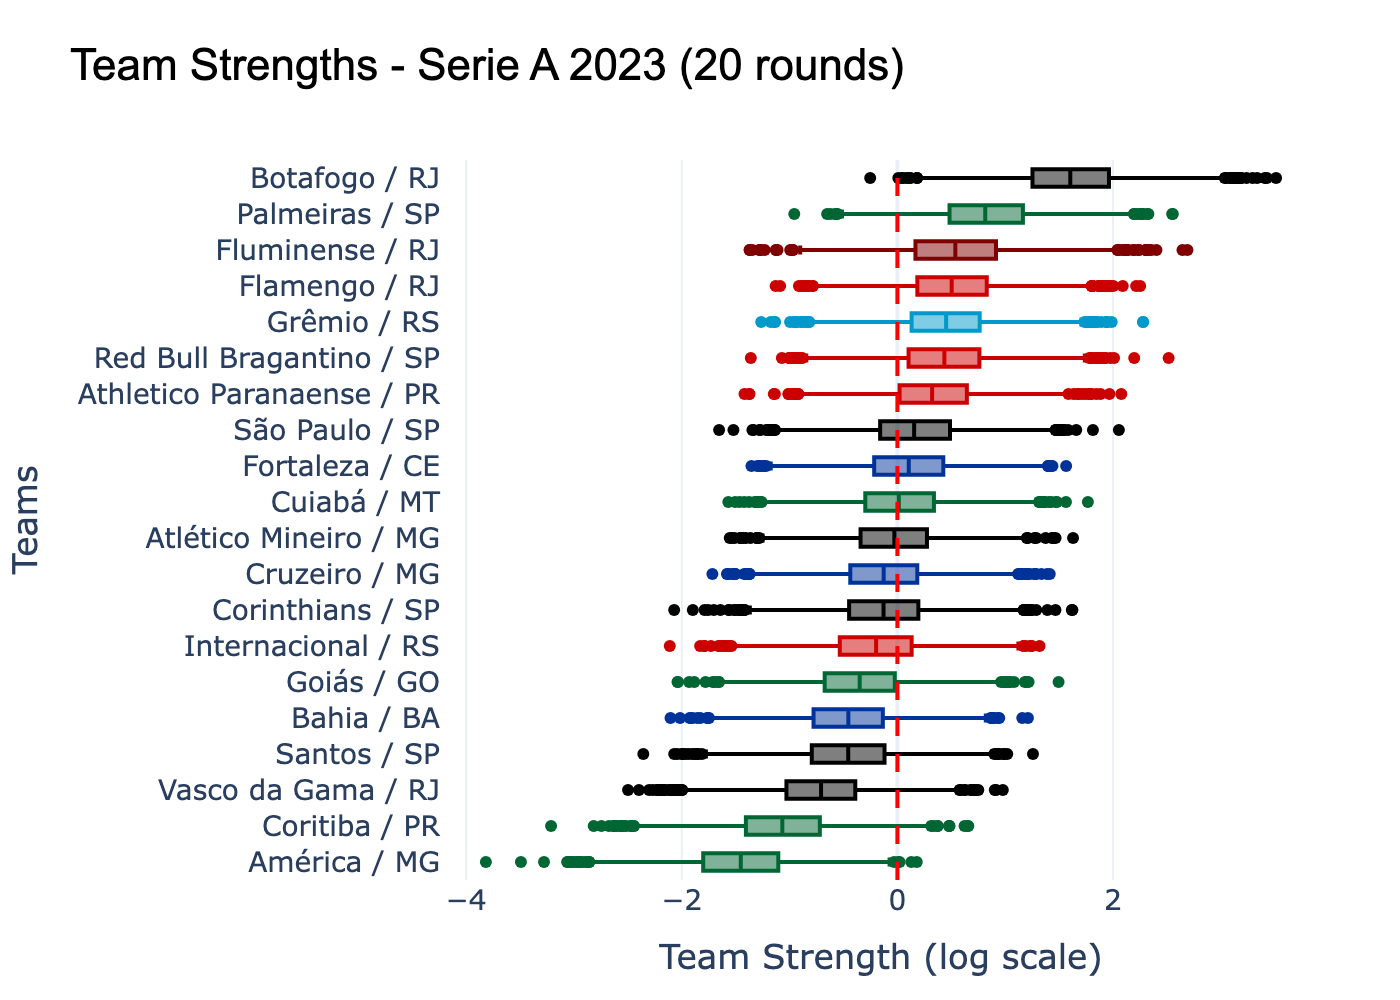 Team Strengths - Serie A 2023 (20 rounds)
Teams
Botafogo / RJ
Palmeiras / SP
Fluminense / RJ
Flamengo / RJ
Grêmio / RS
Red Bull Bragantino / SP
Athletico Paranaense / PR
São Paulo / SP
Fortaleza / CE
Cuiabá / MT
Atlético Mineiro / MG
Cruzeiro / MG
Corinthians / SP
Internacional / RS
Goiás / GO
Bahia / BA
Santos / SP
Vasco da Gama / RJ
Coritiba / PR
América / MG
−4 −2 0 2
Team Strength (log scale)